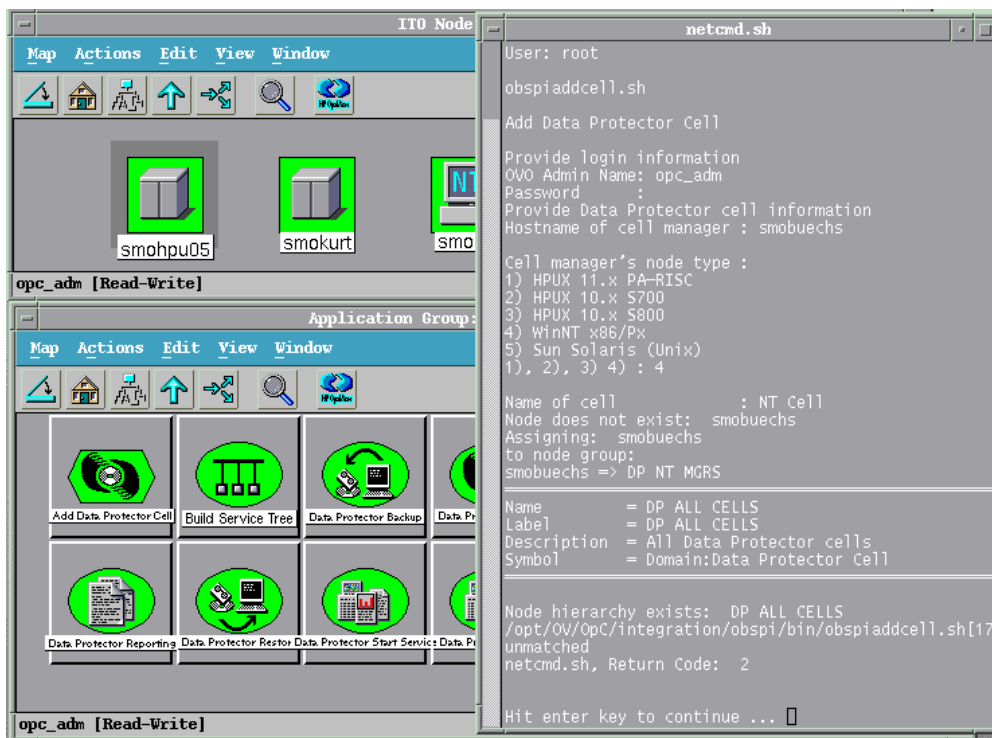 ITO Node
Map Actions Edit View Window
HP OpenView
smohpu05
smokurt
NT
smo
opc_adm [Read-Write]
Application Group:
Map Actions Edit View Window
HP OpenView
Add Data Protector Cell
Build Service Tree
Data Protector Backup
Data Pr
Data Protector Reporting
Data Protector Restor
Data Protector Start Service
Data Pr
opc_adm [Read-Write]
netcmd.sh
User: root
obspiaddcell.sh
Add Data Protector Cell
Provide login information
OVO Admin Name: opc_adm
Password :
Provide Data Protector cell information
Hostname of cell manager : smobuechs
Cell manager's node type :
1) HPUX 11.x PA-RISC
2) HPUX 10.x S700
3) HPUX 10.x S800
4) WinNT x86/Px
5) Sun Solaris (Unix)
1), 2), 3) 4) : 4
Name of cell : NT Cell
Node does not exist: smobuechs
Assigning: smobuechs
to node group:
smobuechs => DP NT MGRS
Name = DP ALL CELLS
Label = DP ALL CELLS
Description = All Data Protector cells
Symbol = Domain:Data Protector Cell
Node hierarchy exists: DP ALL CELLS
/opt/OV/OpC/integration/obspi/bin/obspiaddcell.sh[17
unmatched
netcmd.sh, Return Code: 2
Hit enter key to continue ...